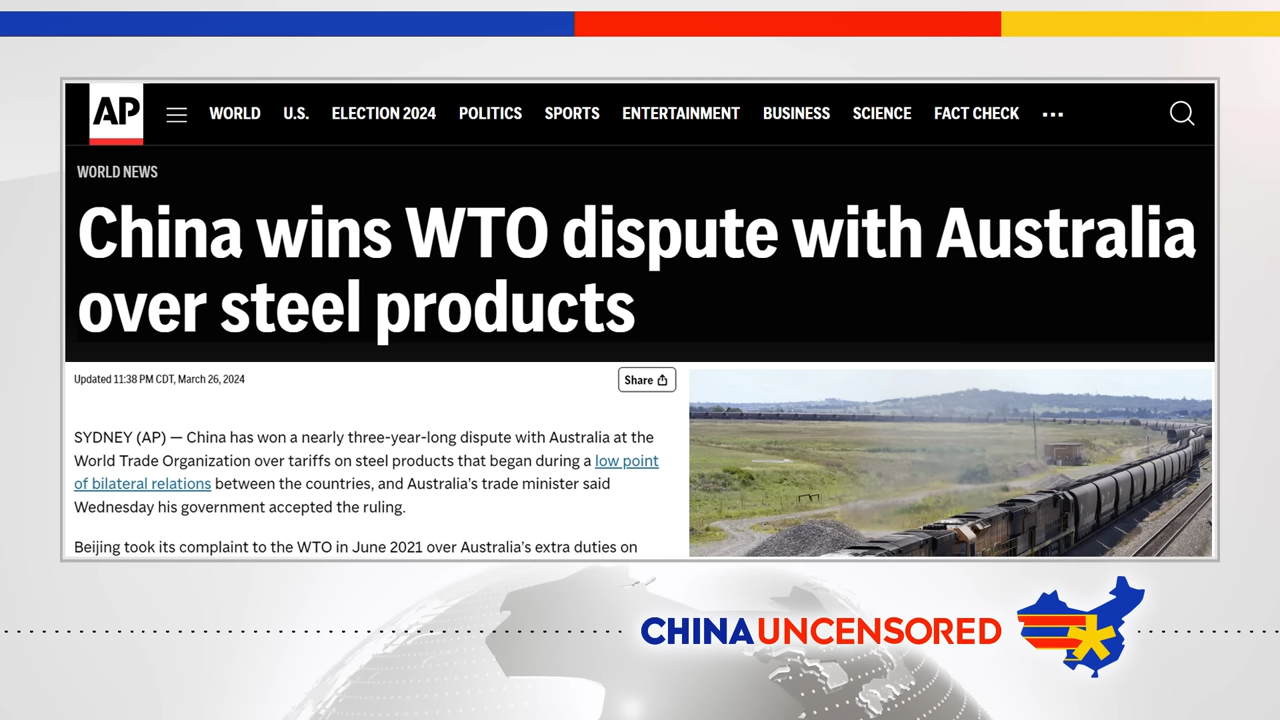 AP
WORLD U.S. ELECTION 2024 POLITICS SPORTS ENTERTAINMENT BUSINESS SCIENCE FACT CHECK ...
WORLD NEWS
China wins WTO dispute with Australia
over steel products
Updated 11:38 PM CDT, March 26, 2024
Share
SYDNEY (AP) — China has won a nearly three-year-long dispute with Australia at the
World Trade Organization over tariffs on steel products that began during a low point
of bilateral relations between the countries, and Australia's trade minister said
Wednesday his government accepted the ruling.
Beijing took its complaint to the WTO in June 2021 over Australia's extra duties on
CHINA UNCENSORED